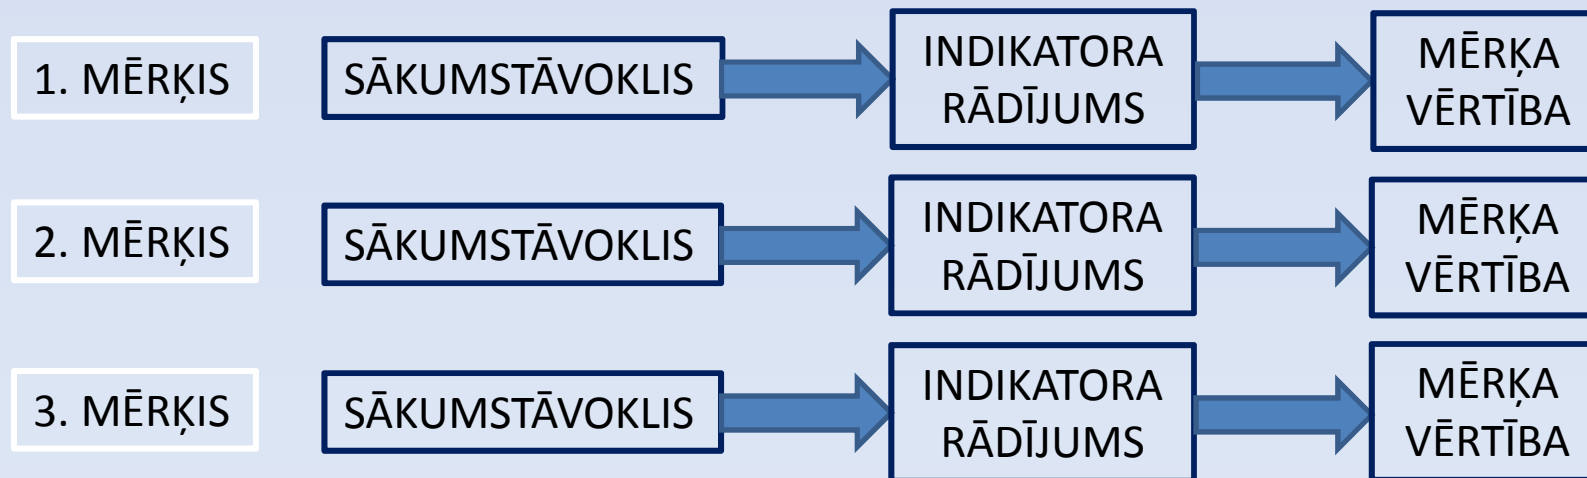 1. MĒRĶIS
SĀKUMSTĀVOKLIS
INDIKATORA
RĀDĪJUMS
MĒRĶA
VĒRTĪBA
2. MĒRĶIS
SĀKUMSTĀVOKLIS
INDIKATORA
RĀDĪJUMS
MĒRĶA
VĒRTĪBA
3. MĒRĶIS
SĀKUMSTĀVOKLIS
INDIKATORA
RĀDĪJUMS
MĒRĶA
VĒRTĪBA